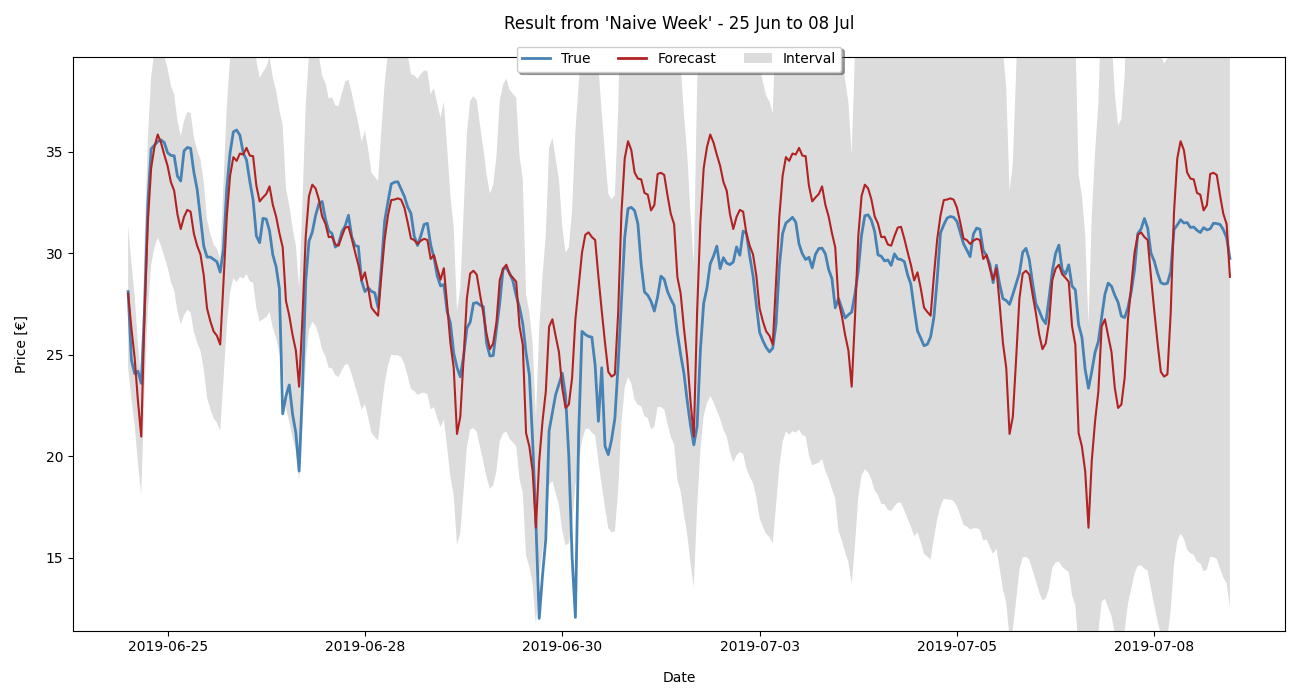 Result from 'Naive Week' - 25 Jun to 08 Jul
True
Forecast
Interval
Price [€]
35
30
25
20
15
2019-06-25
2019-06-28
2019-06-30
2019-07-03
2019-07-05
2019-07-08
Date